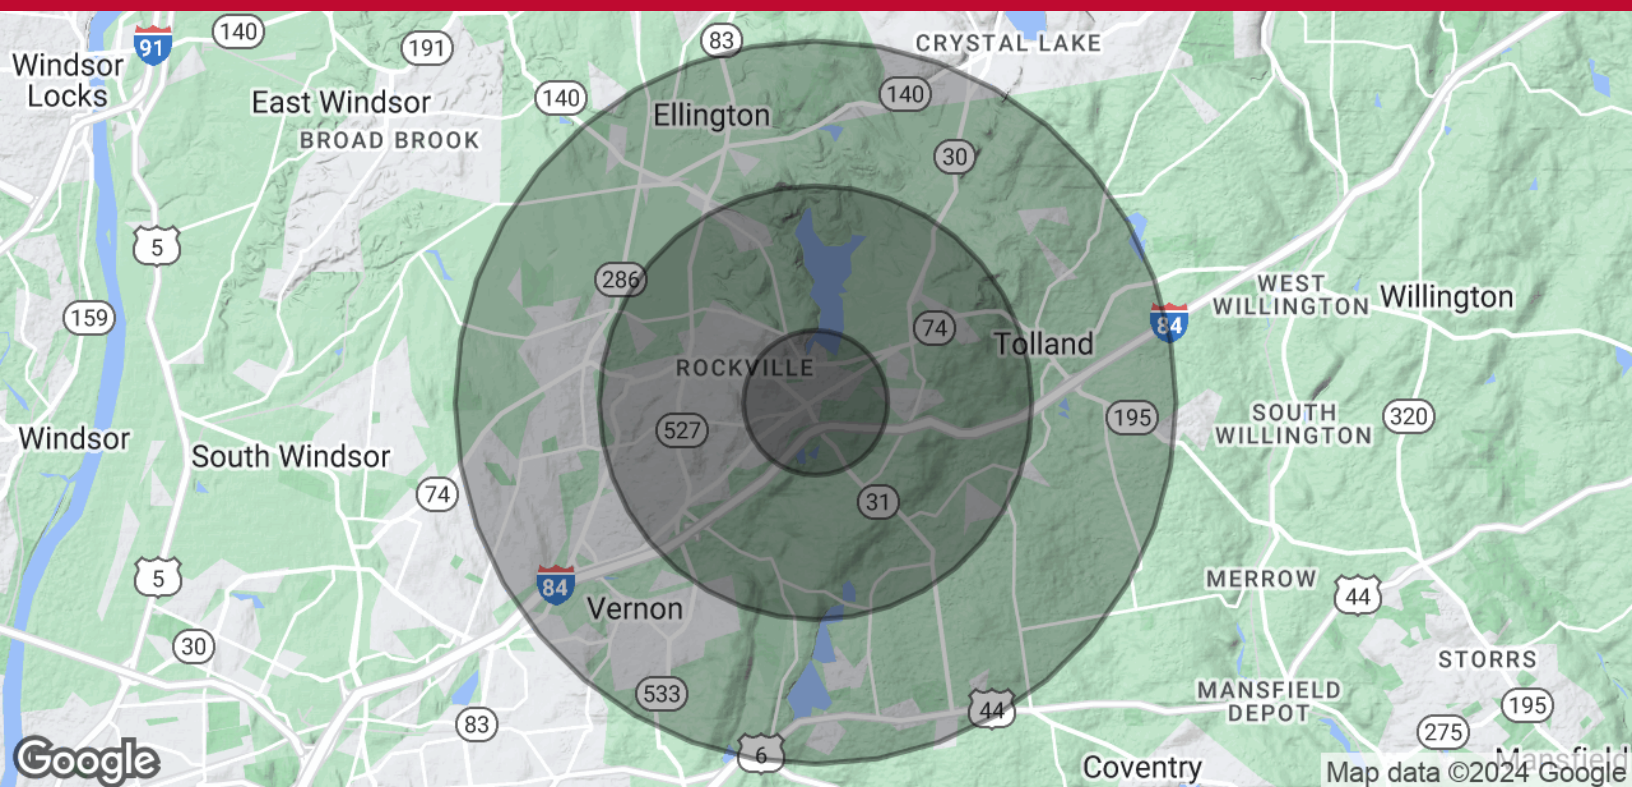 91
140
191
83
CRYSTAL LAKE
Windsor
Locks
East Windsor
140
Ellington
140
BROAD BROOK
30
5
286
WEST
WILLINGTON
Willington
159
74
Tolland
84
ROCKVILLE
195
SOUTH
WILLINGTON
320
Windsor
South Windsor
527
74
31
5
84
Vernon
MERROW
44
30
STORRS
533
MANSFIELD
DEPOT
44
195
83
275
6
Google
Coventry
Mansfield
Map data ©2024 Google